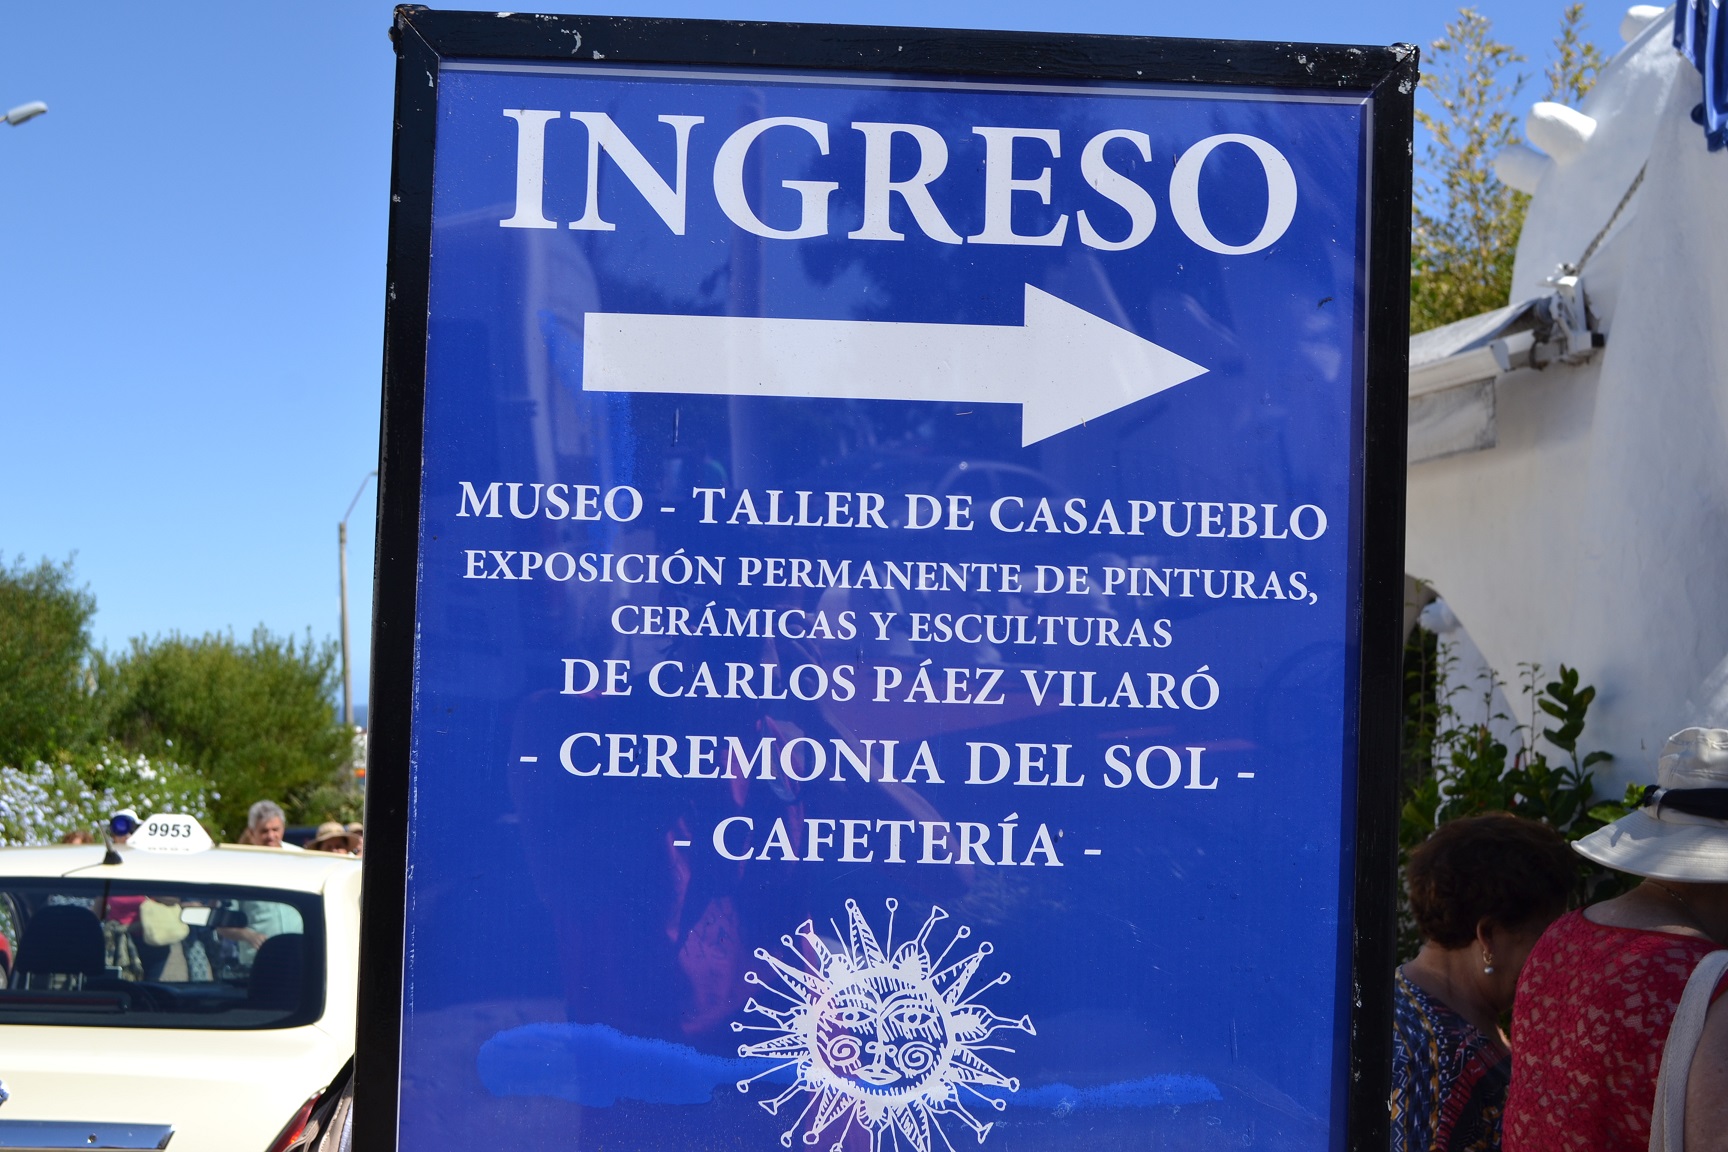 INGRESO
MUSEO - TALLER DE CASAPUEBLO
EXPOSICIÓN PERMANENTE DE PINTURAS,
CERÁMICAS Y ESCULTURAS
DE CARLOS PÁEZ VILARÓ
- CEREMONIA DEL SOL -
- CAFETERÍA -
9953